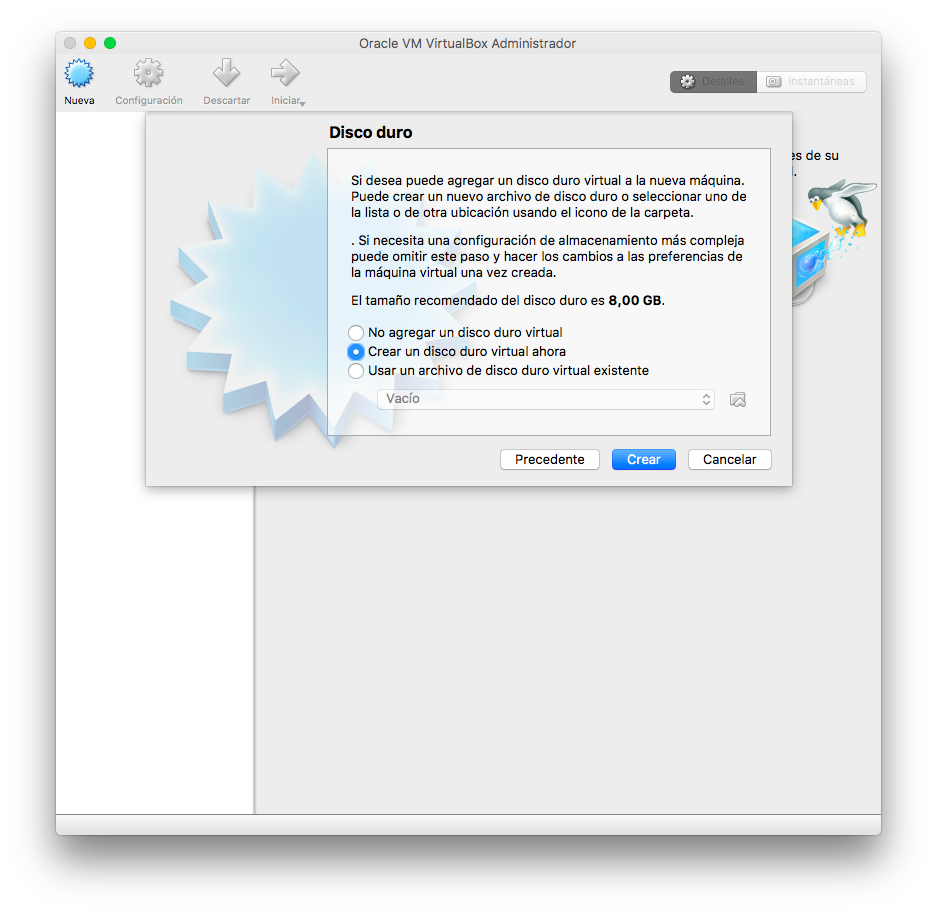 Oracle VM VirtualBox Administrador
Nueva
Configuración
Descartar
Iniciar
Detalles
Instantáneas
es de su
.
Disco duro
Si desea puede agregar un disco duro virtual a la nueva máquina.
Puede crear un nuevo archivo de disco duro o seleccionar uno de
la lista o de otra ubicación usando el icono de la carpeta.
. Si necesita una configuración de almacenamiento más compleja
puede omitir este paso y hacer los cambios a las preferencias de
la máquina virtual una vez creada.
El tamaño recomendado del disco duro es 8,00 GB.
No agregar un disco duro virtual
Crear un disco duro virtual ahora
Usar un archivo de disco duro virtual existente
Vacío
Precedente
Crear
Cancelar